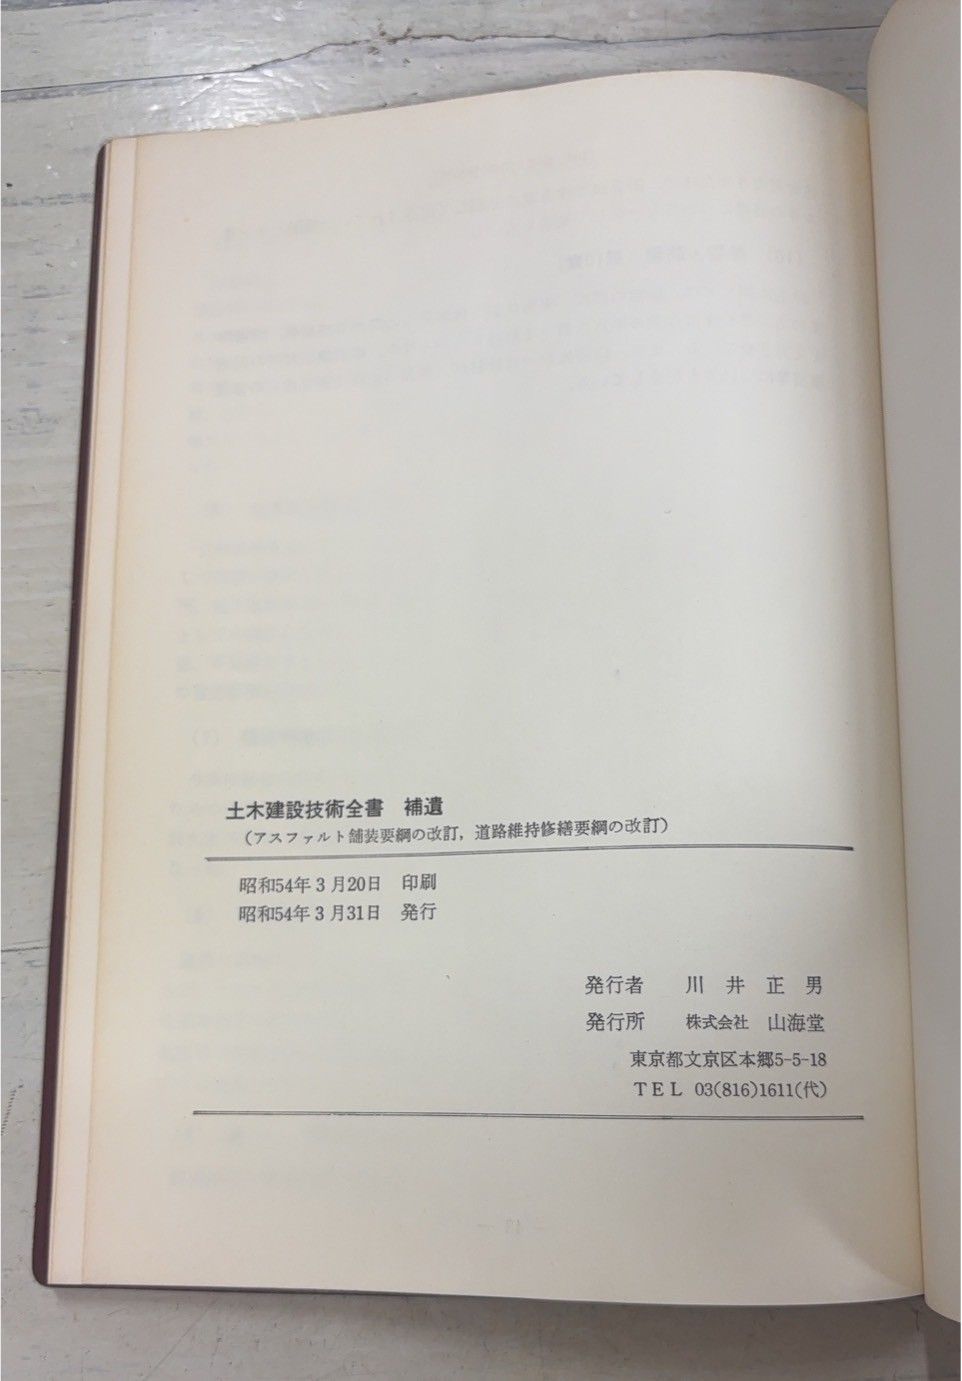 土木建設技術全書　補遺
（アスファルト舗装要綱の改訂，道路維持修繕要綱の改訂）
昭和54年3月20日　印刷
昭和54年3月31日　発行
発行者　川井正男
発行所　株式会社　山海堂
東京都文京区本郷5-5-18
TEL 03(816)1611(代)